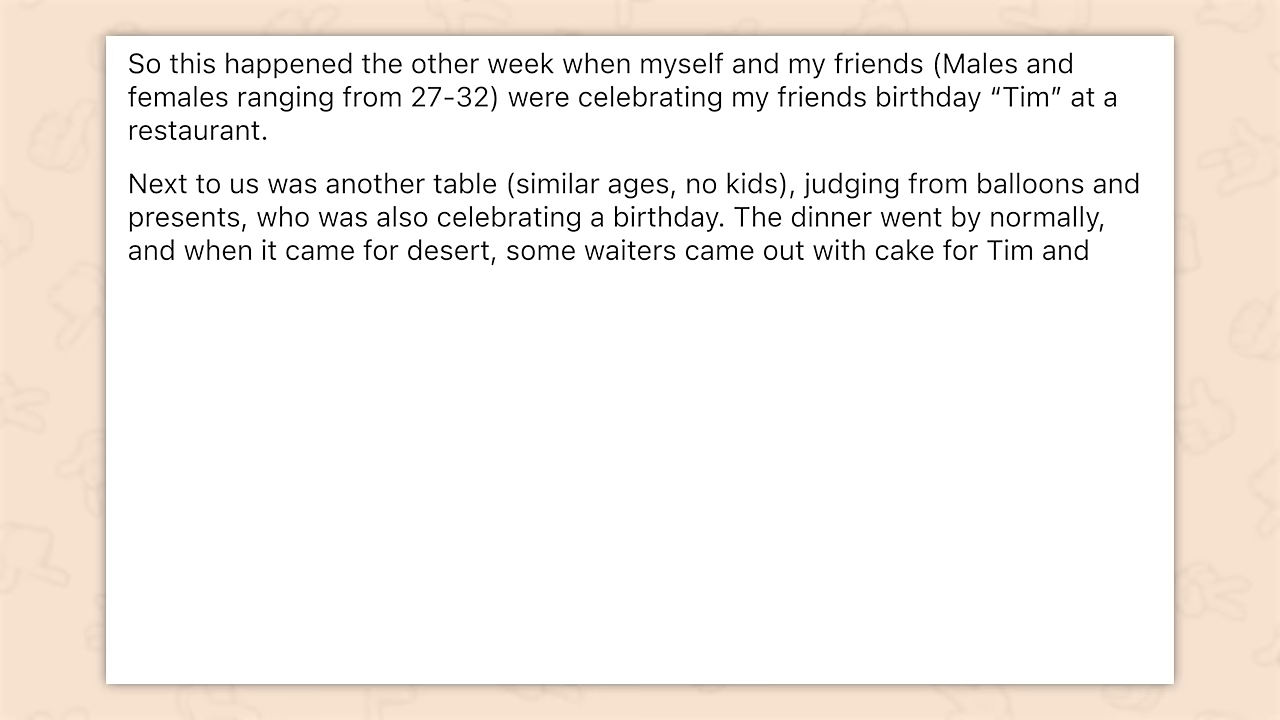 So this happened the other week when myself and my friends (Males and
females ranging from 27-32) were celebrating my friends birthday “Tim” at a
restaurant.
Next to us was another table (similar ages, no kids), judging from balloons and
presents, who was also celebrating a birthday. The dinner went by normally,
and when it came for desert, some waiters came out with cake for Tim and